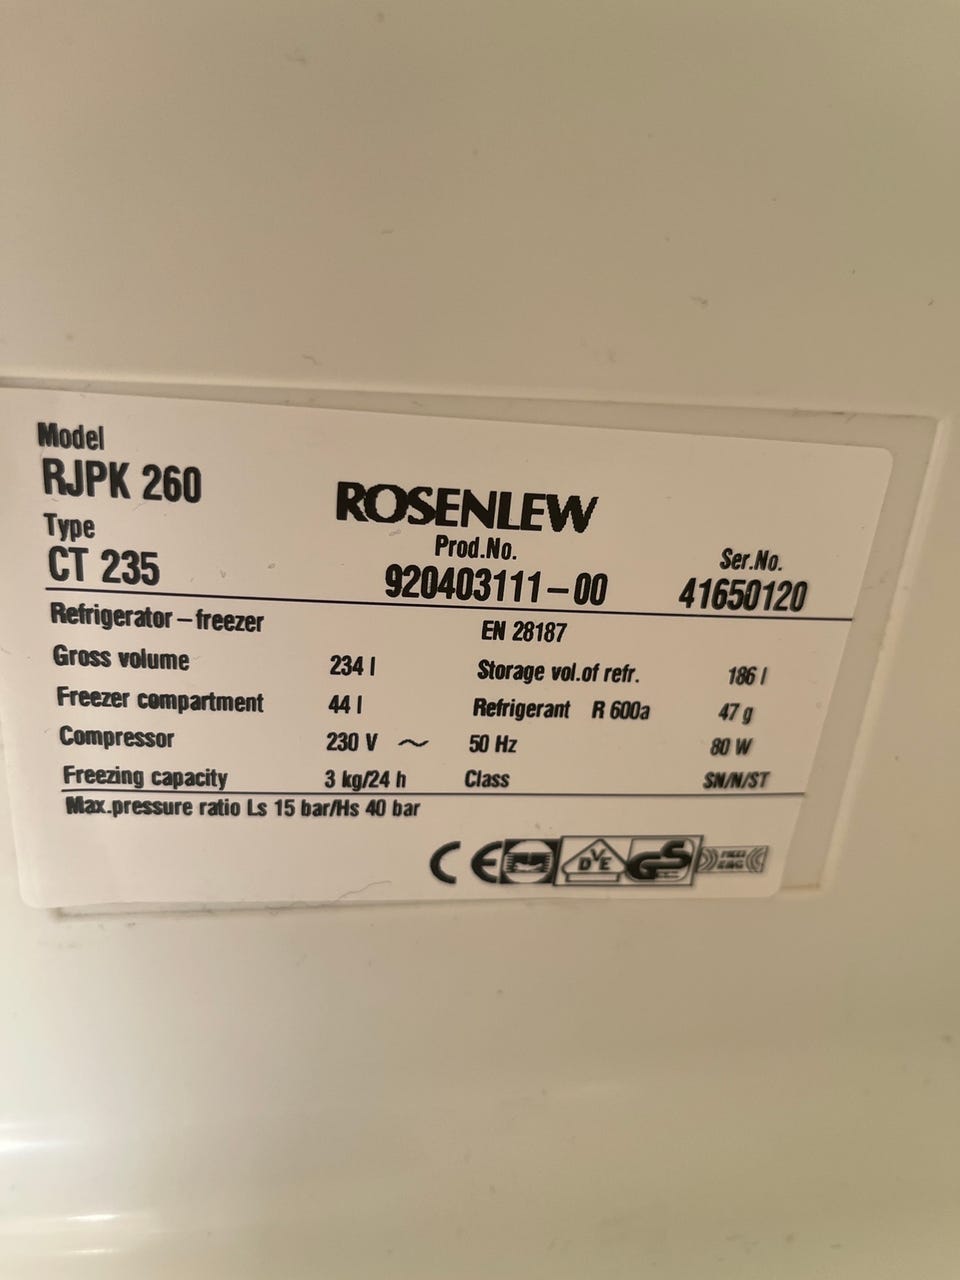 Model
RJPK 260
ROSENLEW
Type
Prod.No.
Ser.No.
CT 235
920403111-00
41650120
Refrigerator-freezer
EN 28187
Gross volume 234 l Storage vol.of refr. 186 l
Freezer compartment 44 l Refrigerant R 600a 47 g
Compressor 230 V ~ 50 Hz 80 W
Freezing capacity 3 kg/24 h Class SN/N/ST
Max.pressure ratio Ls 15 bar/Hs 40 bar
CE DVE GS